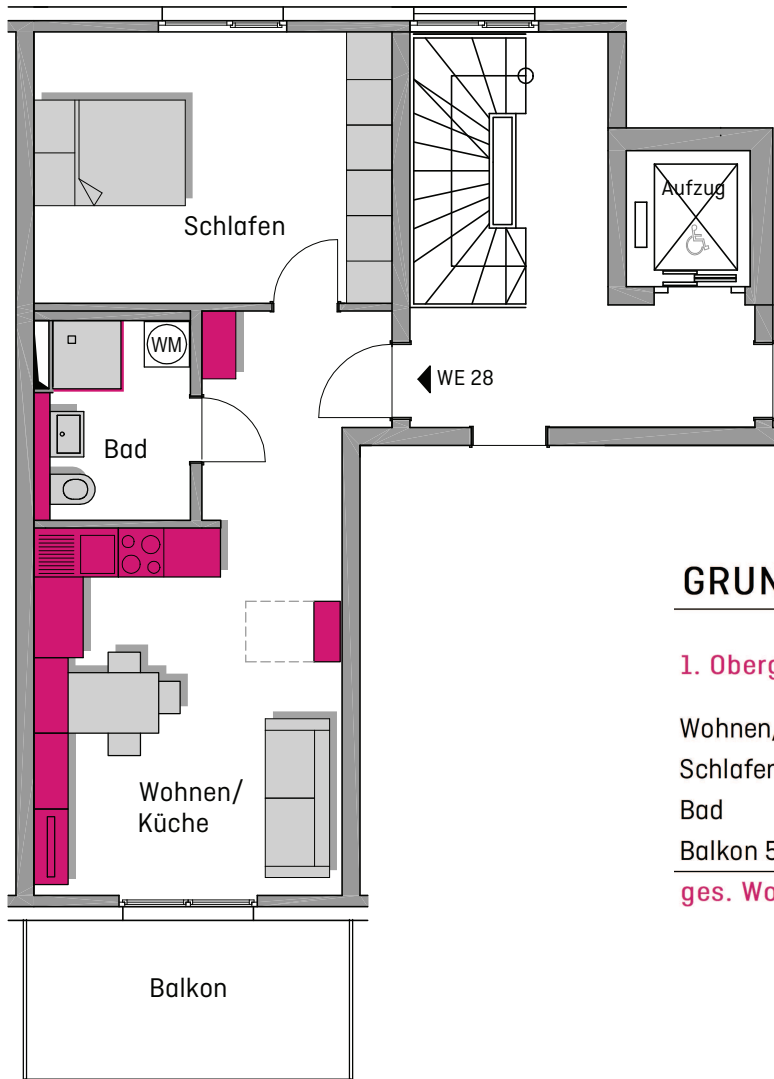 Aufzug
Schlafen
WM
WE 28
Bad
Wohnen/
Küche
Balkon
GRUN
1. Oberg
Wohnen/
Schlafen
Bad
Balkon 5
ges. Wo